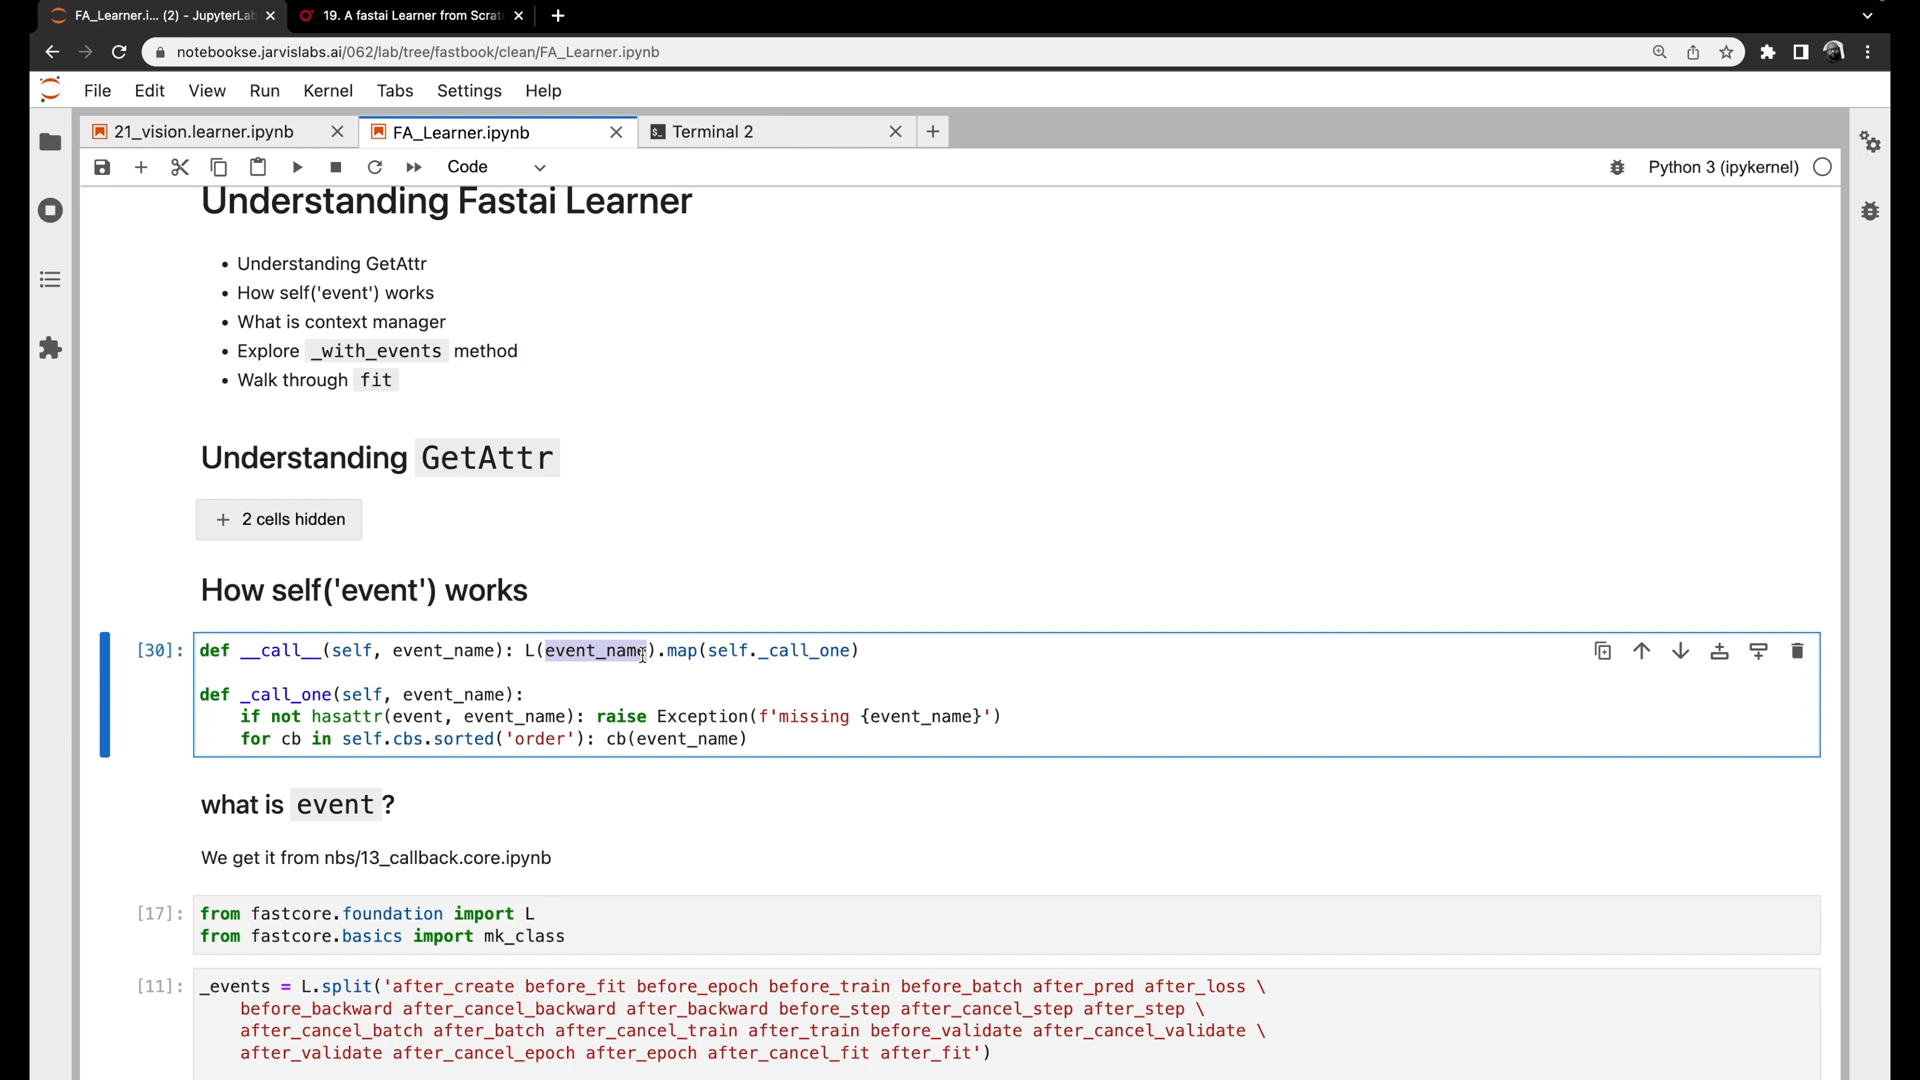 FA_Learner.i... (2) - JupyterLab
19. A fastai Learner from Scrat
notebookse.jarvislabs.ai/062/lab/tree/fastbook/clean/FA_Learner.ipynb
File Edit View Run Kernel Tabs Settings Help
21_vision.learner.ipynb
FA_Learner.ipynb
Terminal 2
Code
Python 3 (ipykernel)
Understanding Fastai Learner
• Understanding GetAttr
• How self('event') works
• What is context manager
• Explore _with_events method
• Walk through fit
Understanding GetAttr
+ 2 cells hidden
How self('event') works
[30]: def __call__(self, event_name): L(event_name).map(self._call_one)
def _call_one(self, event_name):
    if not hasattr(event, event_name): raise Exception(f'missing {event_name}')
    for cb in self.cbs.sorted('order'): cb(event_name)
what is event?
We get it from nbs/13_callback.core.ipynb
[17]: from fastcore.foundation import L
from fastcore.basics import mk_class
[11]: _events = L.split('after_create before_fit before_epoch before_train before_batch after_pred after_loss \
    before_backward after_cancel_backward after_backward before_step after_cancel_step after_step \
    after_cancel_batch after_batch after_cancel_train after_train before_validate after_cancel_validate \
    after_validate after_cancel_epoch after_epoch after_cancel_fit after_fit')